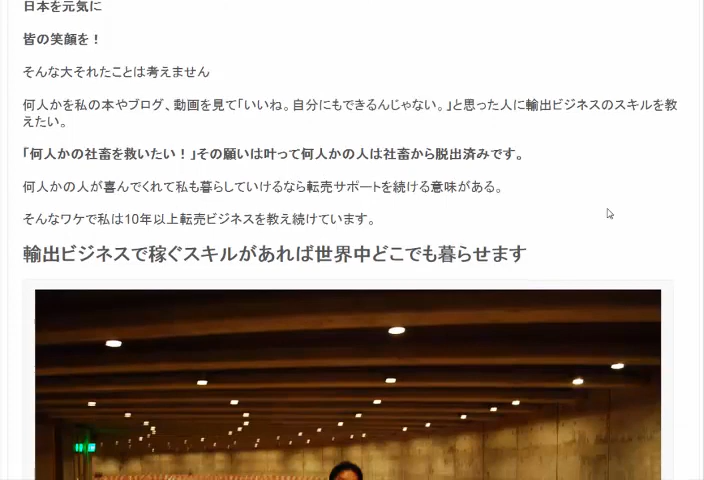 日本を元気に
皆の笑顔を！
そんな大それたことは考えません
何人かを私の本やブログ、動画を見て「いいね。自分にもできるんじゃない。」と思った人に輸出ビジネスのスキルを教
えたい。
「何人かの社畜を救いたい！」その願いは叶って何人かの人は社畜から脱出済みです。
何人かの人が喜んでくれて私も暮らしていけるなら転売サポートを続ける意味がある。
そんなワケで私は10年以上転売ビジネスを教え続けています。
輸出ビジネスで稼ぐスキルがあれば世界中どこでも暮らせます